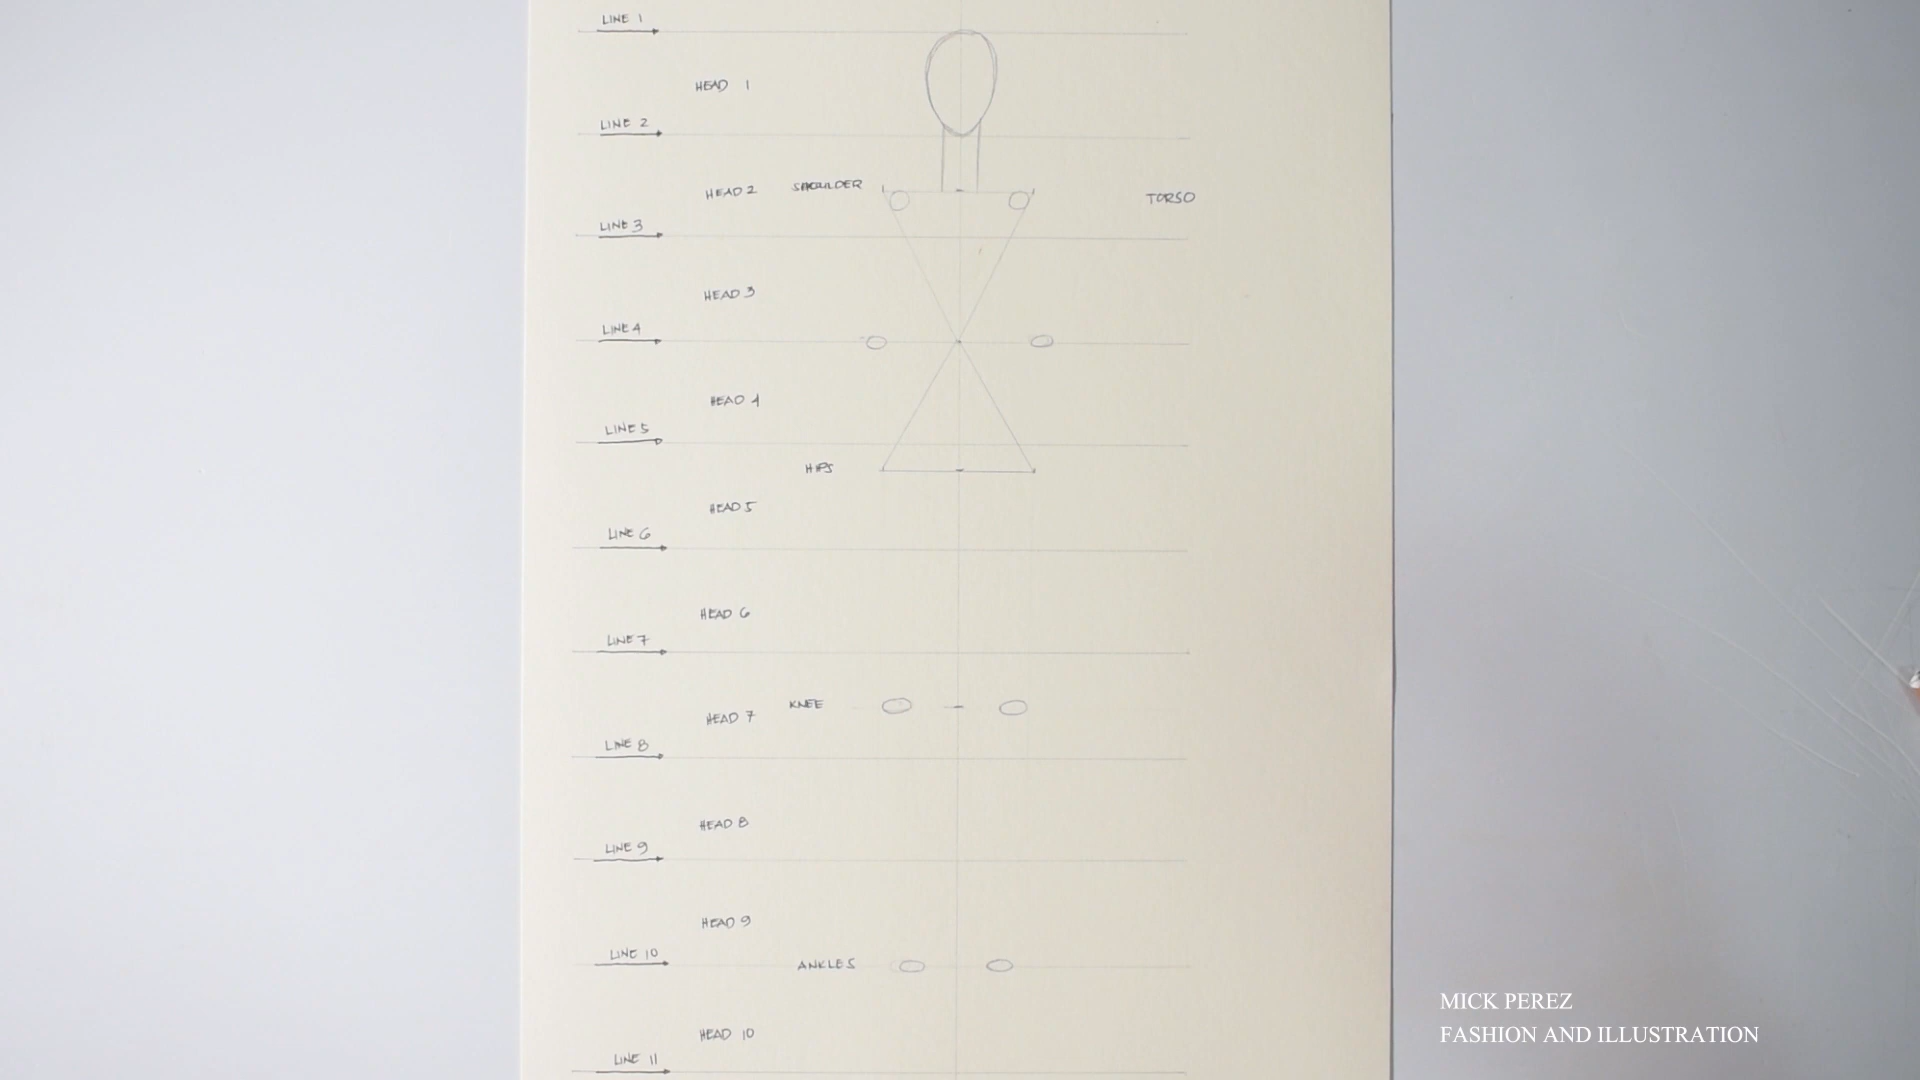 LINE 1
HEAD 1
LINE 2
HEAD 2 SHOULDER TORSO
LINE 3
HEAD 3
LINE 4
HEAD 4
LINE 5
HIPS
HEAD 5
LINE 6
HEAD 6
LINE 7
KNEE
HEAD 7
LINE 8
HEAD 8
LINE 9
HEAD 9
LINE 10
ANKLES
HEAD 10
LINE 11
MICK PEREZ
FASHION AND ILLUSTRATION